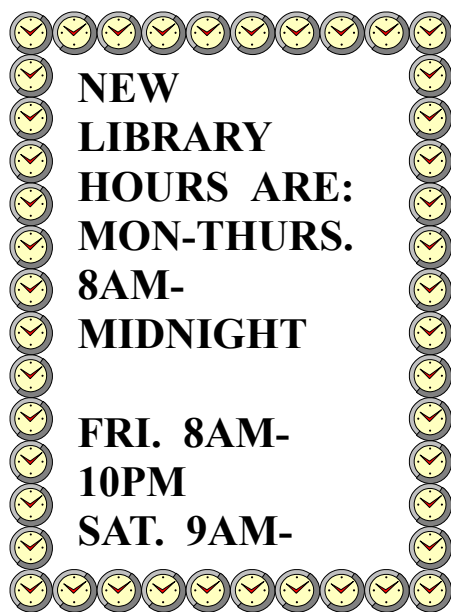 NEW
LIBRARY
HOURS ARE:
MON-THURS.
8AM-
MIDNIGHT
FRI. 8AM-
10PM
SAT. 9AM-